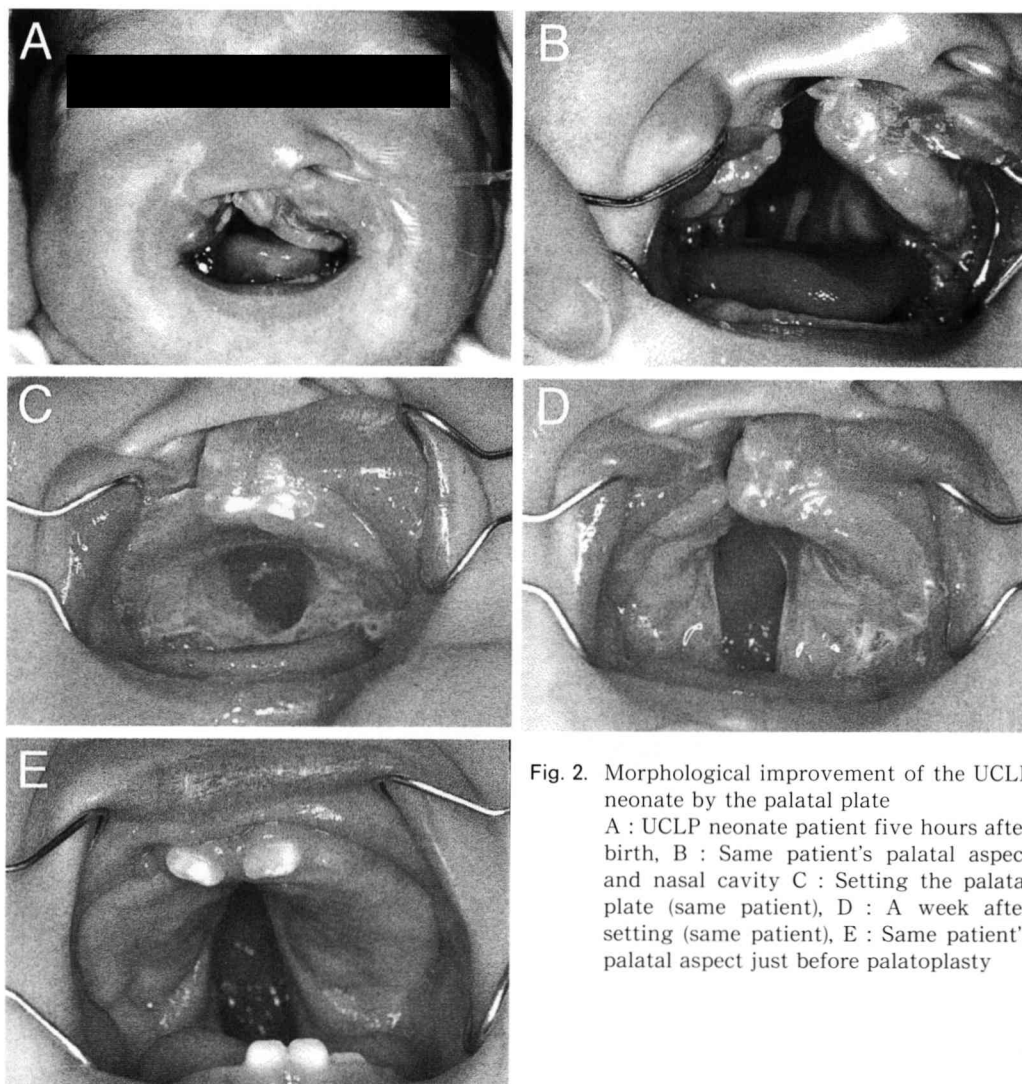 A
B
C
D
E
Fig. 2. Morphological improvement of the UCLP
neonate by the palatal plate
A : UCLP neonate patient five hours afte
birth, B : Same patient's palatal aspec
and nasal cavity C : Setting the palata
plate (same patient), D : A week afte
setting (same patient), E : Same patient'
palatal aspect just before palatoplasty